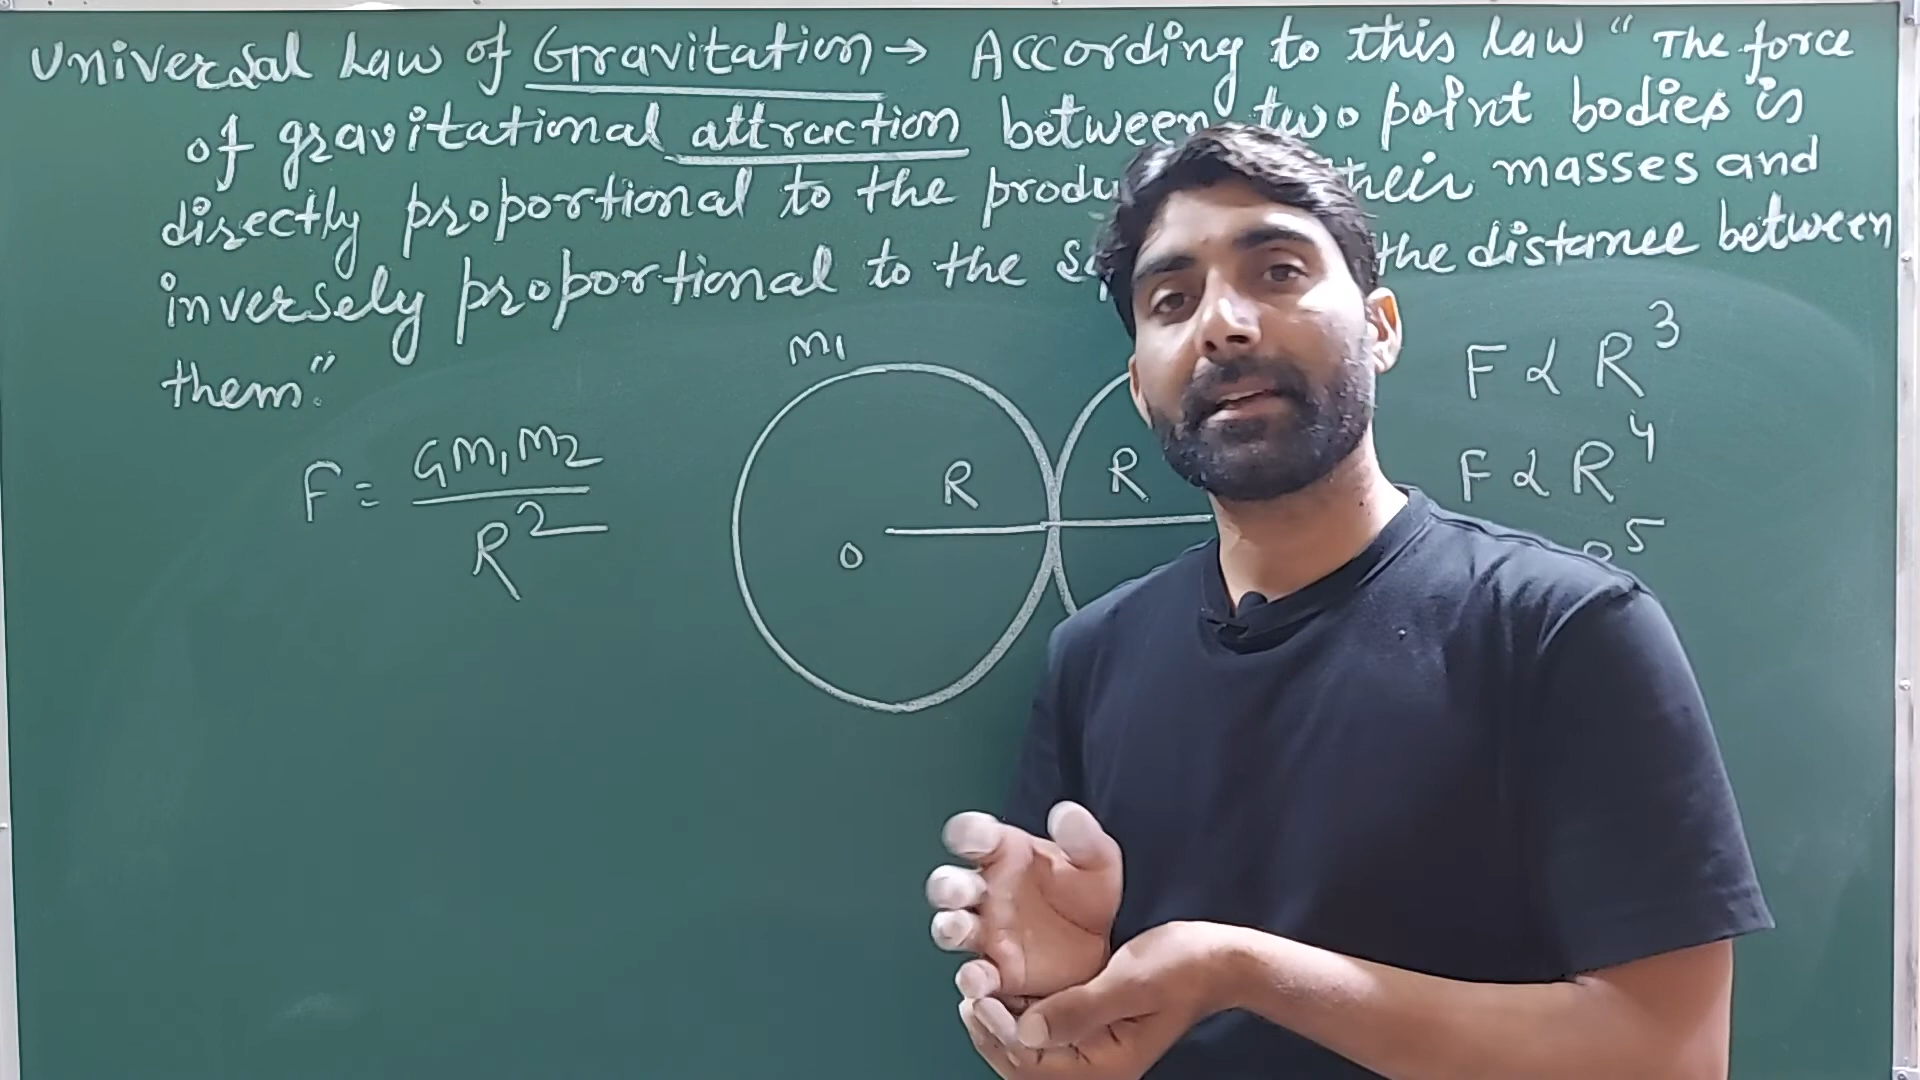 Universal Law of Gravitation → According to this law “ The force
of gravitational attraction between two point bodies is
directly proportional to the produ their masses and
inversely proportional to the the distance between
them”
M1
F = GM1M2
R2
R
R
O
F α R3
F α R4
5